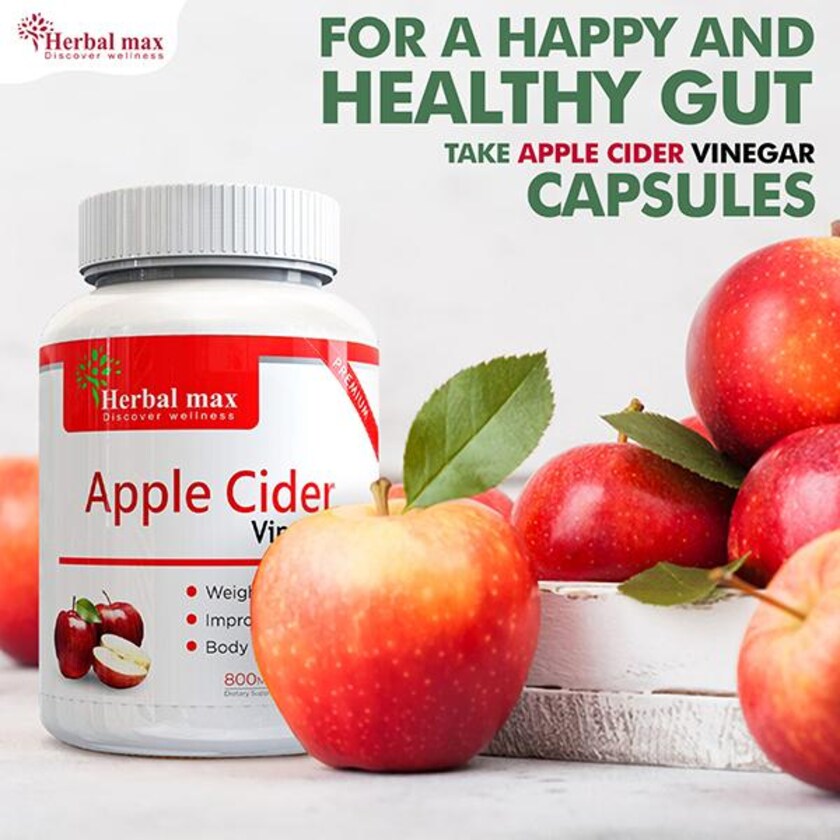 Herbal max
Discover wellness
FOR A HAPPY AND
HEALTHY GUT
TAKE APPLE CIDER VINEGAR
CAPSULES
Herbal max
Discover wellness
PREMIUM
Apple Cider
Body